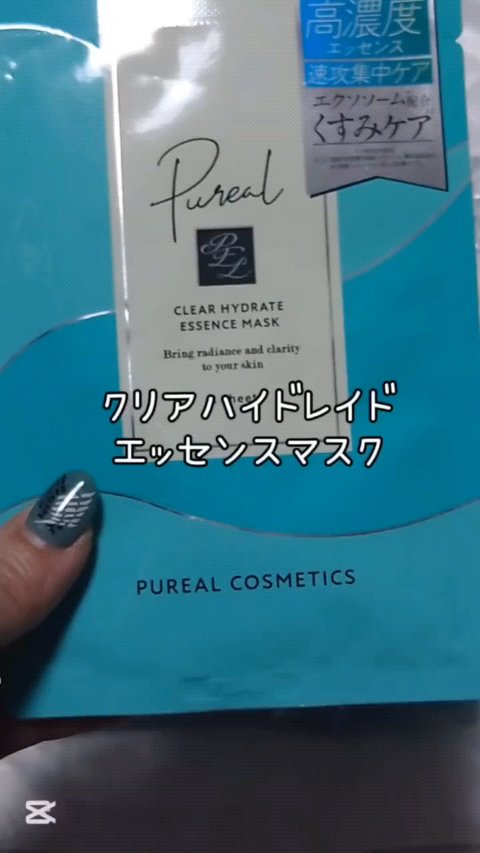 高濃度
エッセンス
速攻集中ケア
エクソソーム配合
くすみケア
Pureal
PEL
CLEAR HYDRATE
ESSENCE MASK
Bring radiance and clarity
to your skin
クリアハイドレイド
エッセンスマスク
PUREAL COSMETICS